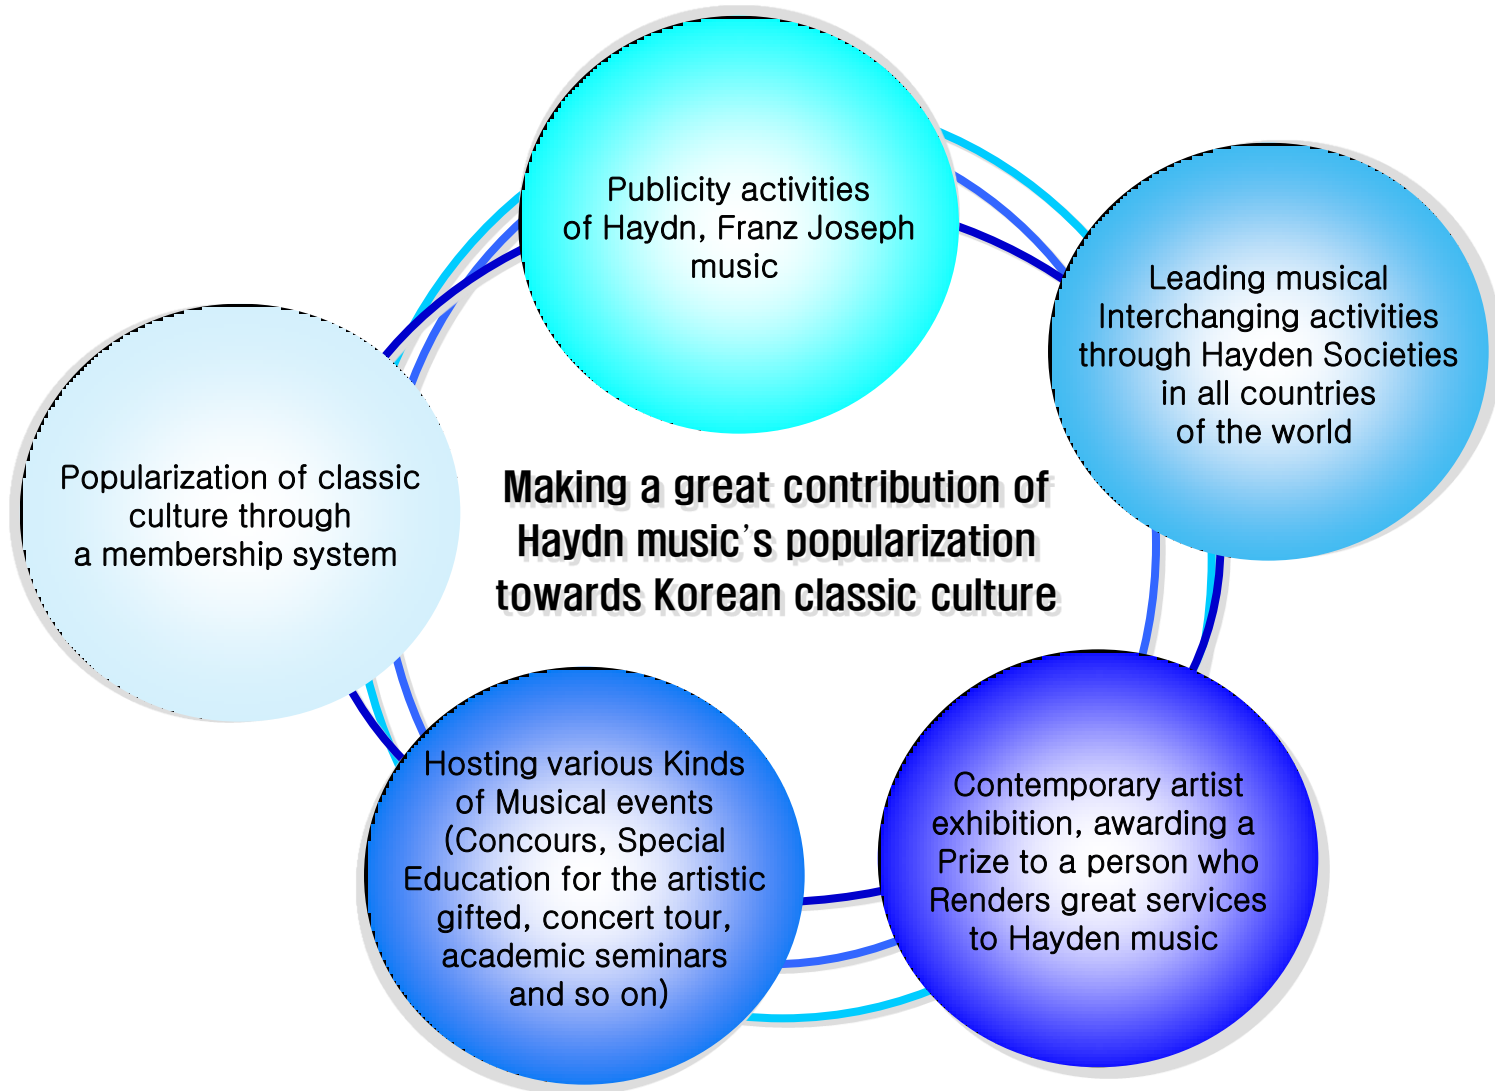 Publicity activities
of Haydn, Franz Joseph
music
Leading musical
Interchanging activities
through Hayden Societies
in all countries
of the world
Popularization of classic
culture through
a membership system
Making a great contribution of
Haydn music's popularization
towards Korean classic culture
Hosting various Kinds
of Musical events
(Concours, Special
Education for the artistic
gifted, concert tour,
academic seminars
and so on)
Contemporary artist
exhibition, awarding a
Prize to a person who
Renders great services
to Hayden music